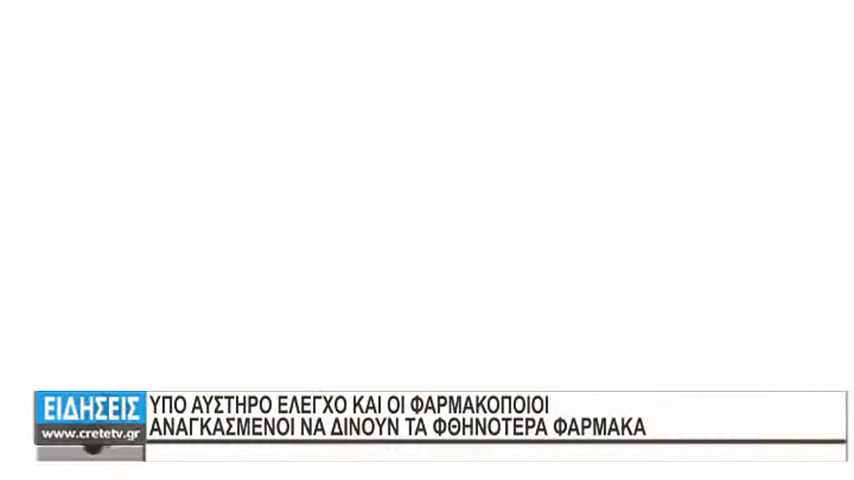 ΕΙΔΗΣΕΙΣ
www.cretetv.gr
ΥΠΟ ΑΥΣΤΗΡΟ ΕΛΕΓΧΟ ΚΑΙ ΟΙ ΦΑΡΜΑΚΟΠΟΙΟΙ
ΑΝΑΓΚΑΣΜΕΝΟΙ ΝΑ ΔΙΝΟΥΝ ΤΑ ΦΘΗΝΟΤΕΡΑ ΦΑΡΜΑΚΑ